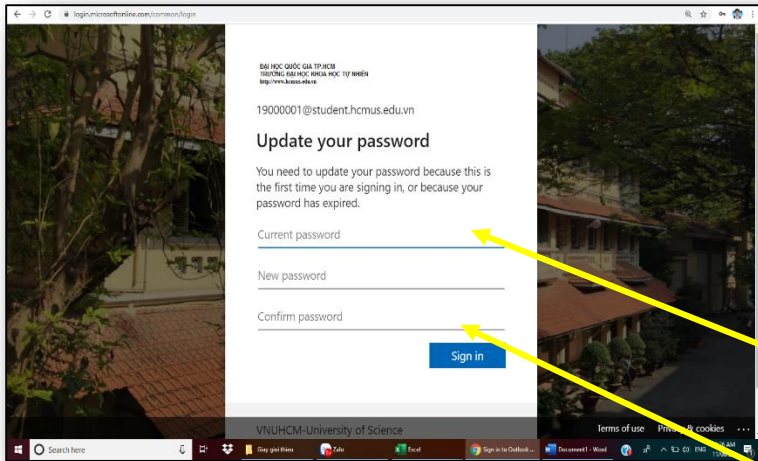 login.microsoftonline.com/common/login
ĐẠI HỌC QUỐC GIA TP.HCM
TRƯỜNG ĐẠI HỌC KHOA HỌC TỰ NHIÊN
http://www.hcmus.edu.vn
19000001@student.hcmus.edu.vn
Update your password
You need to update your password because this is
the first time you are signing in, or because your
password has expired.
Current password
New password
Confirm password
Sign in
VNUHCM-University of Science
Terms of use Privacy & cookies ...
Search here Giay gioi thieu Zalo Excel Sign in to Outlook ... Document1 - Word ENG AM